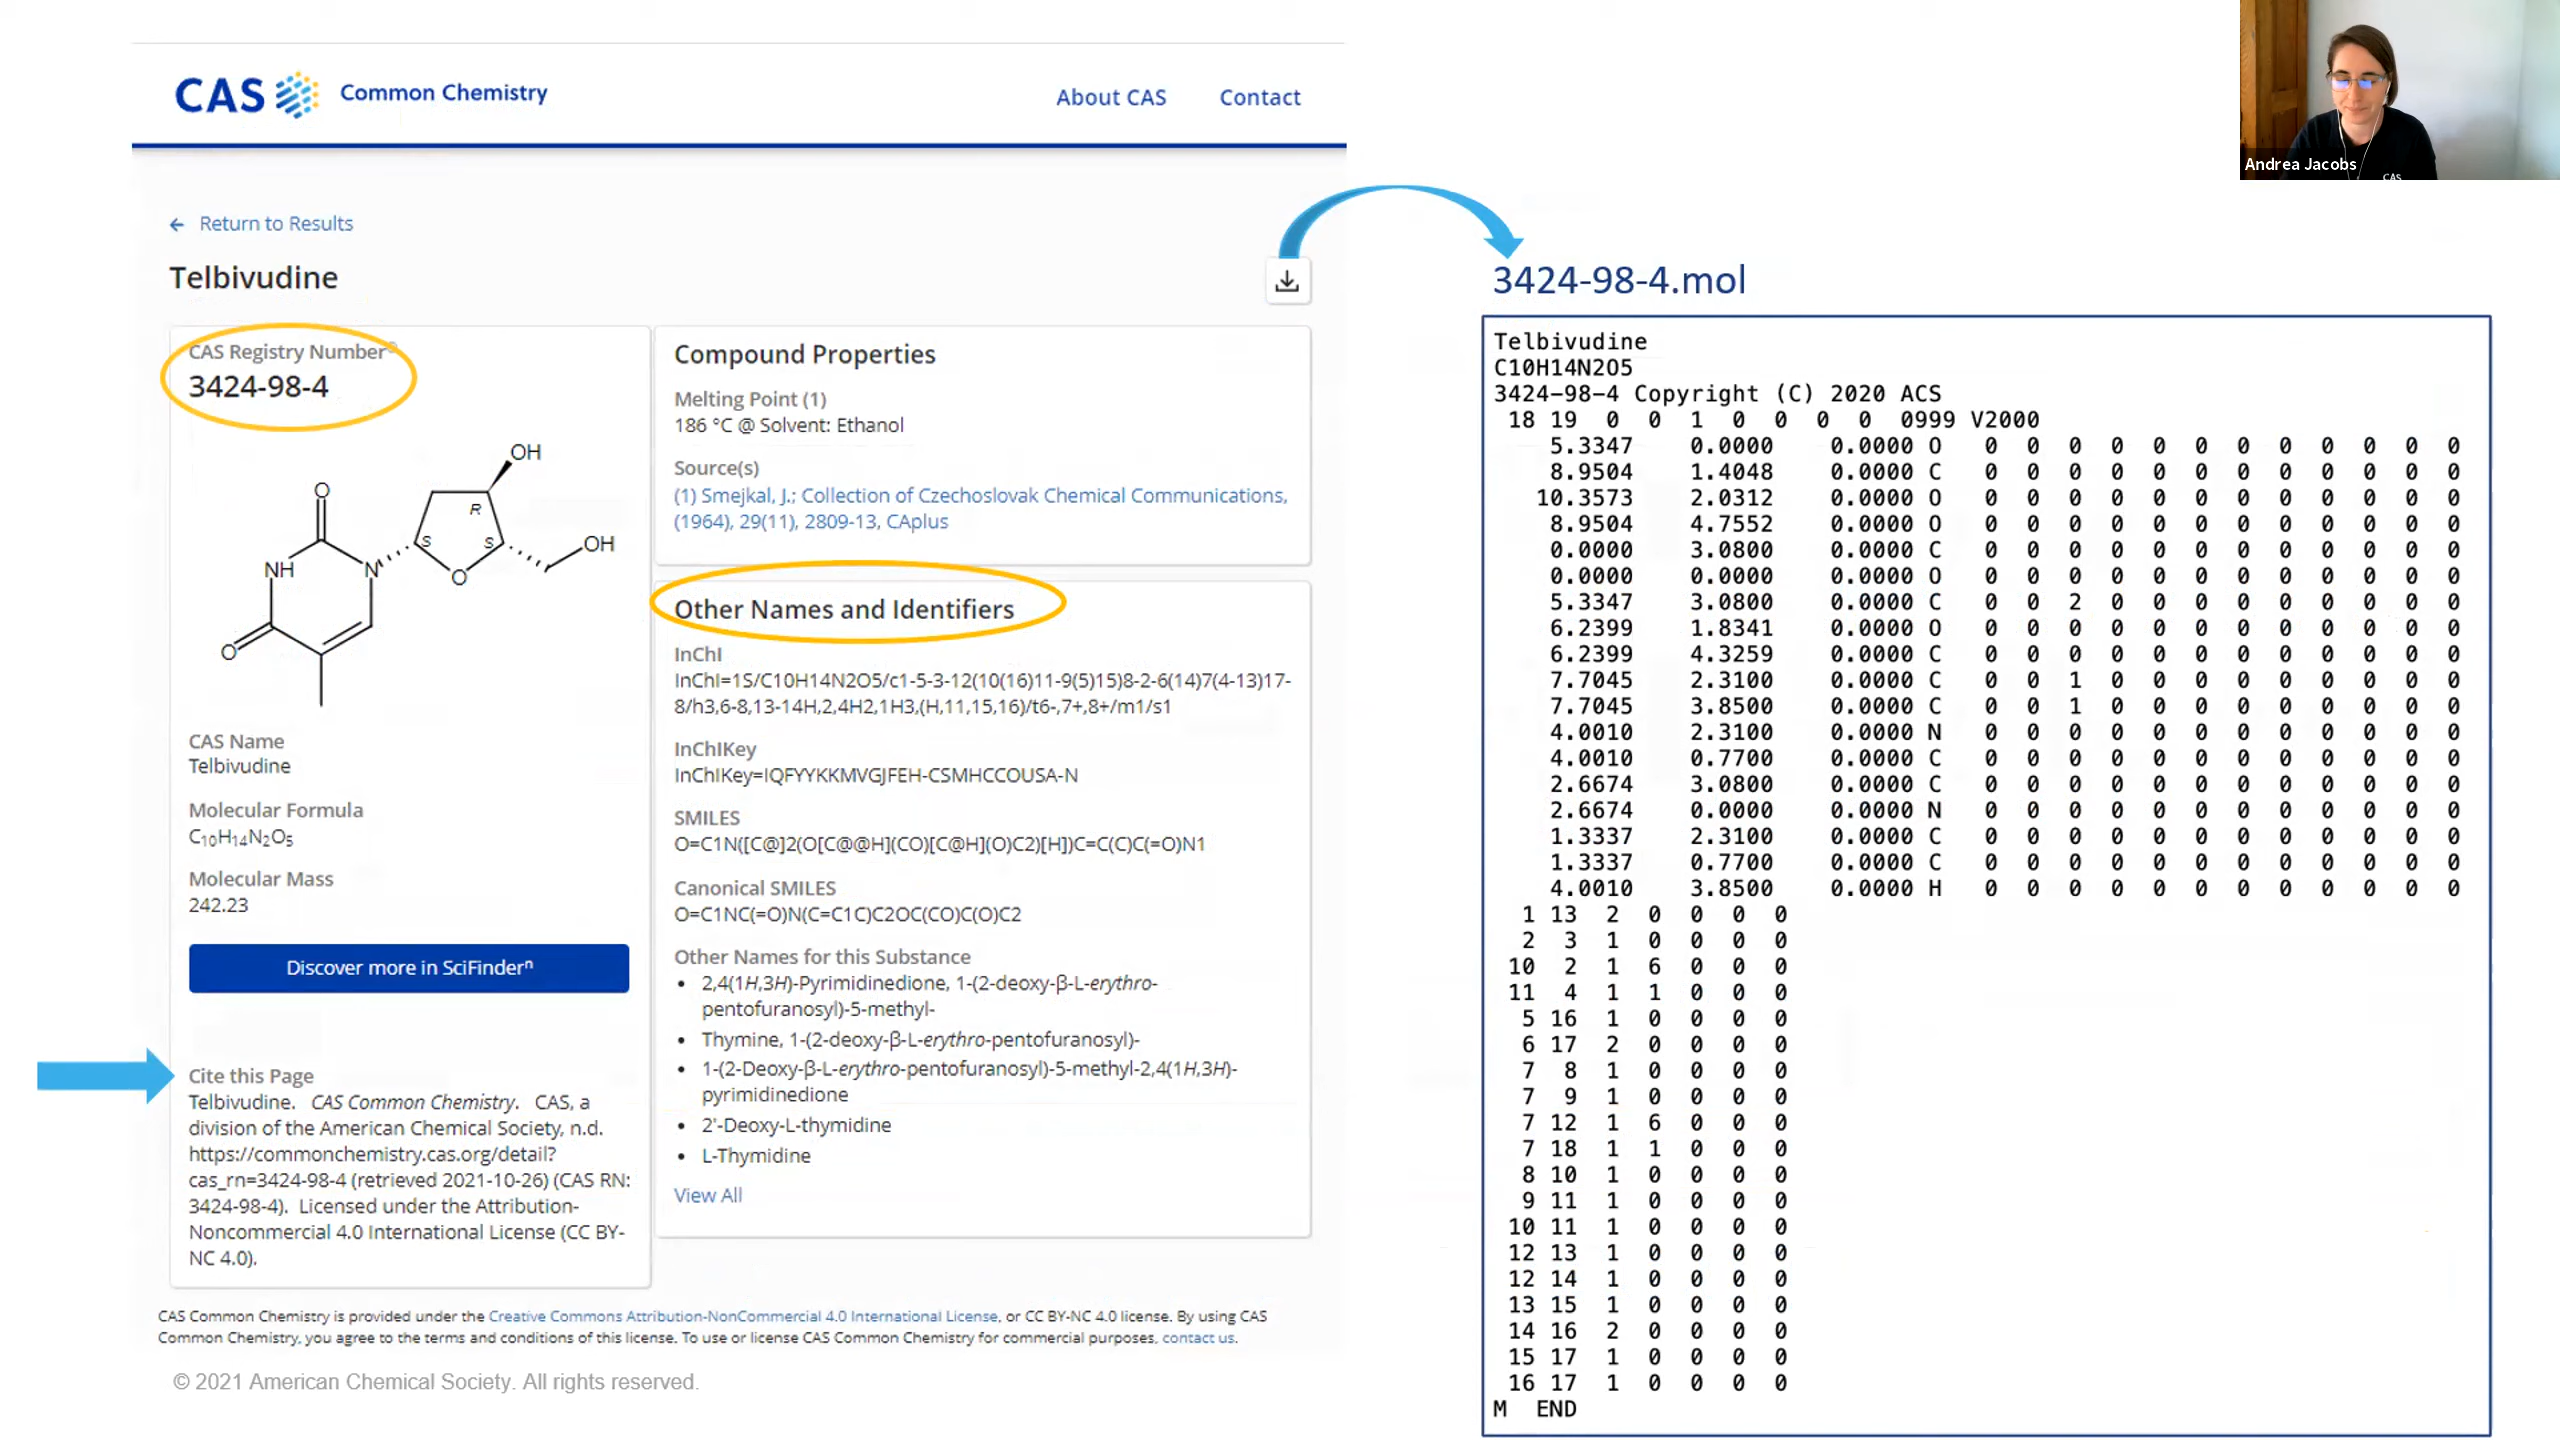 CAS Common Chemistry
About CAS Contact
Andrea Jacobs
CAS
← Return to Results
Telbivudine
CAS Registry Number®
3424-98-4
OH
O
R
S
S
OH
NH
N
O
O
CAS Name
Telbivudine
Molecular Formula
C₁₀H₁₄N₂O₅
Molecular Mass
242.23
Discover more in SciFinderⁿ
Cite this Page
Telbivudine. CAS Common Chemistry. CAS, a
division of the American Chemical Society, n.d.
https://commonchemistry.cas.org/detail?
cas_rn=3424-98-4 (retrieved 2021-10-26) (CAS RN:
3424-98-4). Licensed under the Attribution-
Noncommercial 4.0 International License (CC BY-
NC 4.0).
Compound Properties
Melting Point (1)
186 °C @ Solvent: Ethanol
Source(s)
(1) Smejkal, J.; Collection of Czechoslovak Chemical Communications,
(1964), 29(11), 2809-13, CAplus
Other Names and Identifiers
InChI
InChI=1S/C10H14N2O5/c1-5-3-12(10(16)11-9(5)15)8-2-6(14)7(4-13)17-
8/h3,6-8,13-14H,2,4H2,1H3,(H,11,15,16)/t6-,7+,8+/m1/s1
InChIKey
InChIKey=IQFYYKKMVGJFEH-CSMHCCOUSA-N
SMILES
O=C1N([C@]2(O[C@@H](CO)[C@H](O)C2)[H])C=C(C)C(=O)N1
Canonical SMILES
O=C1NC(=O)N(C=C1C)C2OC(CO)C(O)C2
Other Names for this Substance
• 2,4(1H,3H)-Pyrimidinedione, 1-(2-deoxy-β-L-erythro-
pentofuranosyl)-5-methyl-
• Thymine, 1-(2-deoxy-β-L-erythro-pentofuranosyl)-
• 1-(2-Deoxy-β-L-erythro-pentofuranosyl)-5-methyl-2,4(1H,3H)-
pyrimidinedione
• 2'-Deoxy-L-thymidine
• L-Thymidine
View All
CAS Common Chemistry is provided under the Creative Commons Attribution-NonCommercial 4.0 International License, or CC BY-NC 4.0 license. By using CAS
Common Chemistry, you agree to the terms and conditions of this license. To use or license CAS Common Chemistry for commercial purposes, contact us.
© 2021 American Chemical Society. All rights reserved.
3424-98-4.mol
Telbivudine
C10H14N2O5
3424-98-4 Copyright (C) 2020 ACS
18 19 0 0 1 0 0 0 0 0999 V2000
5.3347 0.0000 0.0000 O 0 0 0 0 0 0 0 0 0 0 0 0
8.9504 1.4048 0.0000 C 0 0 0 0 0 0 0 0 0 0 0 0
10.3573 2.0312 0.0000 O 0 0 0 0 0 0 0 0 0 0 0 0
8.9504 4.7552 0.0000 O 0 0 0 0 0 0 0 0 0 0 0 0
0.0000 3.0800 0.0000 C 0 0 0 0 0 0 0 0 0 0 0 0
0.0000 0.0000 0.0000 O 0 0 0 0 0 0 0 0 0 0 0 0
5.3347 3.0800 0.0000 C 0 0 2 0 0 0 0 0 0 0 0 0
6.2399 1.8341 0.0000 O 0 0 0 0 0 0 0 0 0 0 0 0
6.2399 4.3259 0.0000 C 0 0 0 0 0 0 0 0 0 0 0 0
7.7045 2.3100 0.0000 C 0 0 1 0 0 0 0 0 0 0 0 0
7.7045 3.8500 0.0000 C 0 0 1 0 0 0 0 0 0 0 0 0
4.0010 2.3100 0.0000 N 0 0 0 0 0 0 0 0 0 0 0 0
4.0010 0.7700 0.0000 C 0 0 0 0 0 0 0 0 0 0 0 0
2.6674 3.0800 0.0000 C 0 0 0 0 0 0 0 0 0 0 0 0
2.6674 0.0000 0.0000 N 0 0 0 0 0 0 0 0 0 0 0 0
1.3337 2.3100 0.0000 C 0 0 0 0 0 0 0 0 0 0 0 0
1.3337 0.7700 0.0000 C 0 0 0 0 0 0 0 0 0 0 0 0
4.0010 3.8500 0.0000 H 0 0 0 0 0 0 0 0 0 0 0 0
1 13 2 0 0 0 0
2 3 1 0 0 0 0
10 2 1 6 0 0 0
11 4 1 1 0 0 0
5 16 1 0 0 0 0
6 17 2 0 0 0 0
7 8 1 0 0 0 0
7 9 1 0 0 0 0
7 12 1 6 0 0 0
7 18 1 1 0 0 0
8 10 1 0 0 0 0
9 11 1 0 0 0 0
10 11 1 0 0 0 0
12 13 1 0 0 0 0
12 14 1 0 0 0 0
13 15 1 0 0 0 0
14 16 2 0 0 0 0
15 17 1 0 0 0 0
16 17 1 0 0 0 0
M END